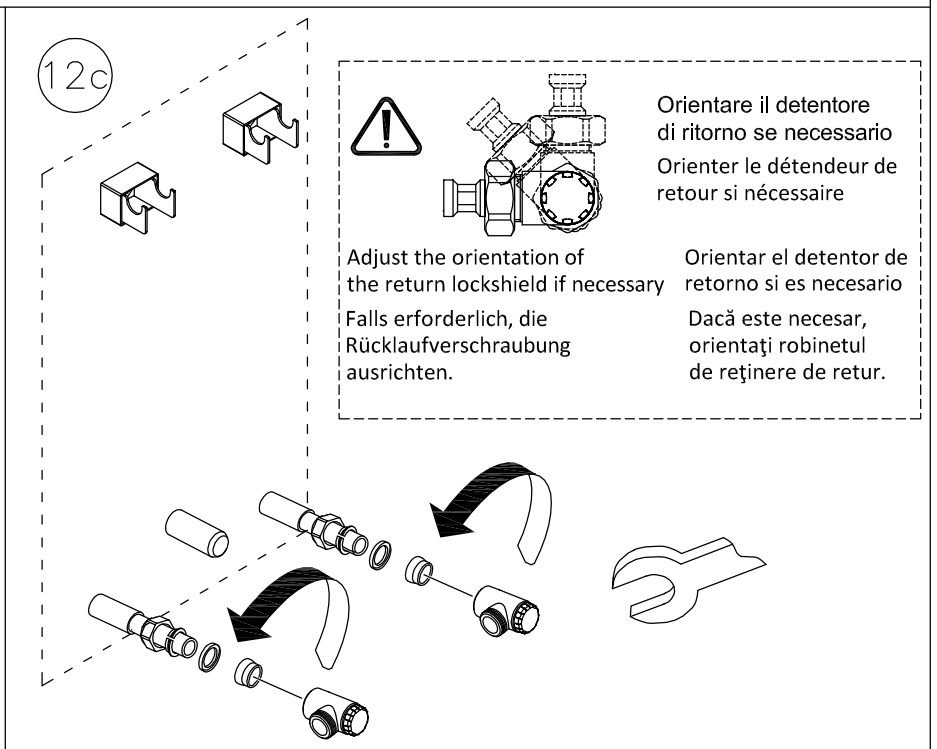 12c
Orientare il detentore
di ritorno se necessario
Orienter le détendeur de
retour si nécessaire
Adjust the orientation of
the return lockshield if necessary
Orientar el detentor de
retorno si es necesario
Falls erforderlich, die
Rücklaufverschraubung
ausrichten.
Dacă este necesar,
orientaţi robinetul
de reţinere de retur.